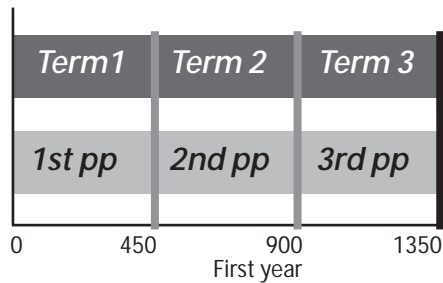 Term1 Term 2 Term 3
1st pp 2nd pp 3rd pp
0 450 900 1350
First year